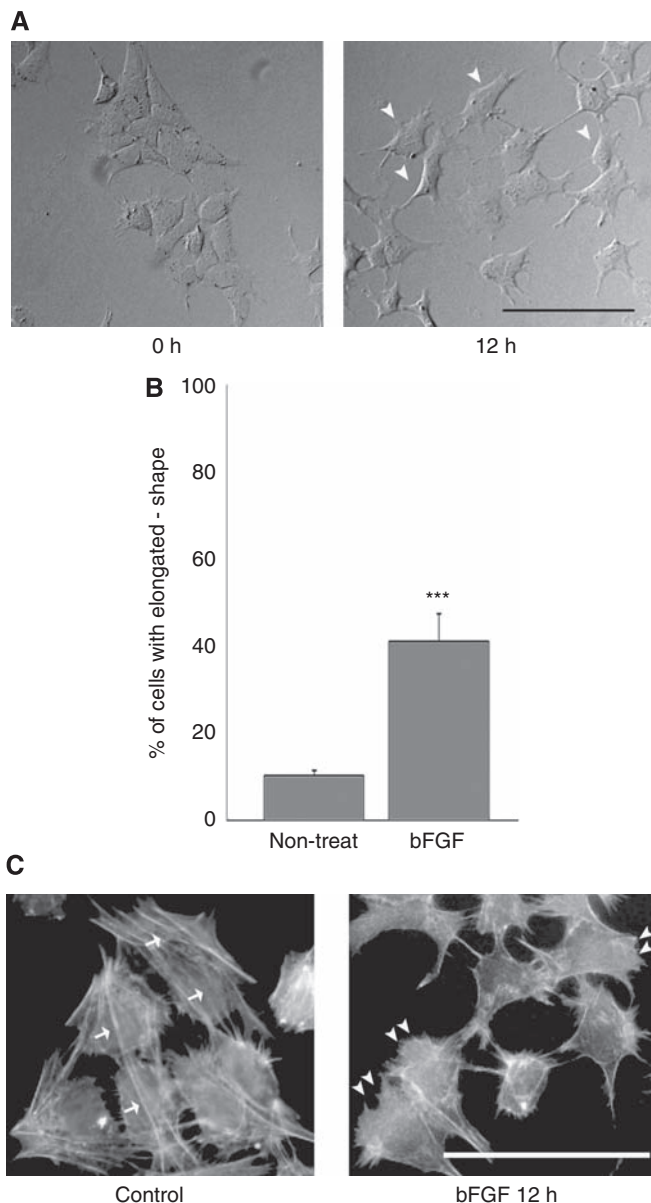 A
0 h 12 h
B
% of cells with elongated - shape
100
80
60
40
20
0
***
Non-treat bFGF
C
Control bFGF 12 h